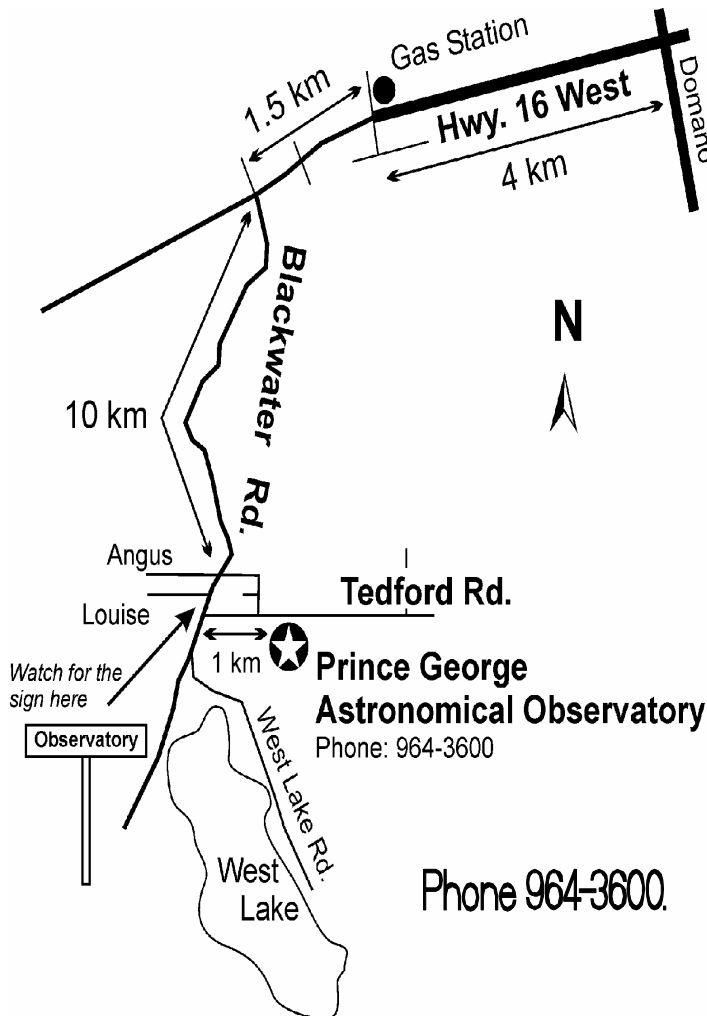 Gas Station
1.5 km
Domano
Hwy. 16 West
4 km
Blackwater Rd.
N
10 km
Angus
Tedford Rd.
Louise
1 km
Watch for the
sign here
Prince George
Astronomical Observatory
Phone: 964-3600
Observatory
West Lake Rd.
West
Lake
Phone 964-3600.